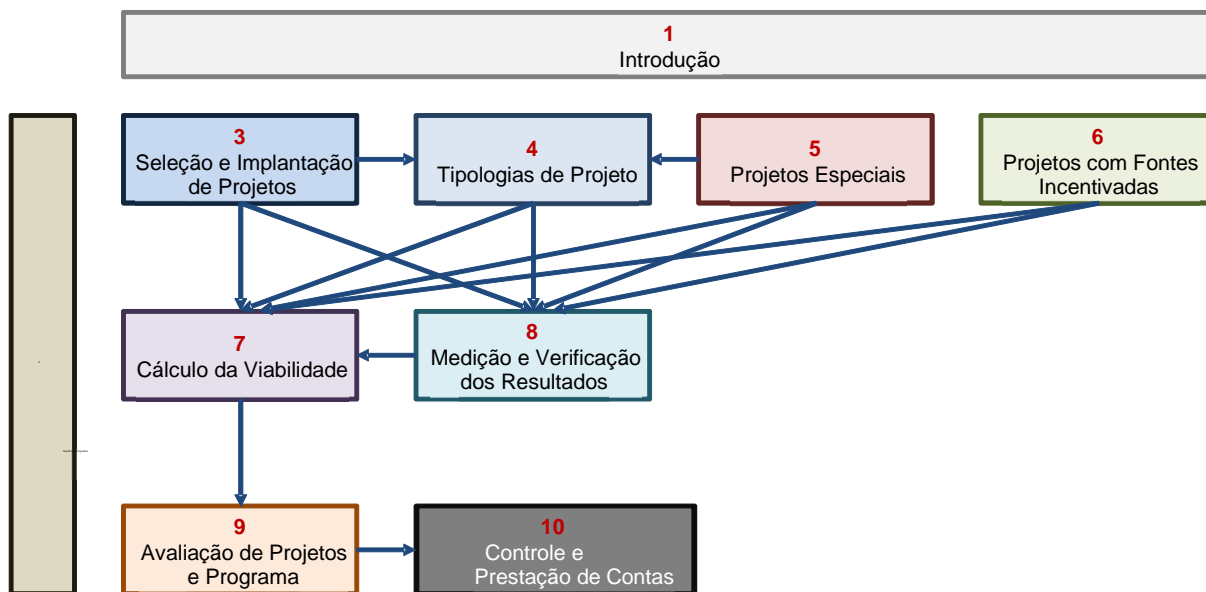 1
Introdução
3
Seleção e Implantação
de Projetos
4
Tipologias de Projeto
5
Projetos Especiais
6
Projetos com Fontes
Incentivadas
7
Cálculo da Viabilidade
8
Medição e Verificação
dos Resultados
9
Avaliação de Projetos
e Programa
10
Controle e
Prestação de Contas